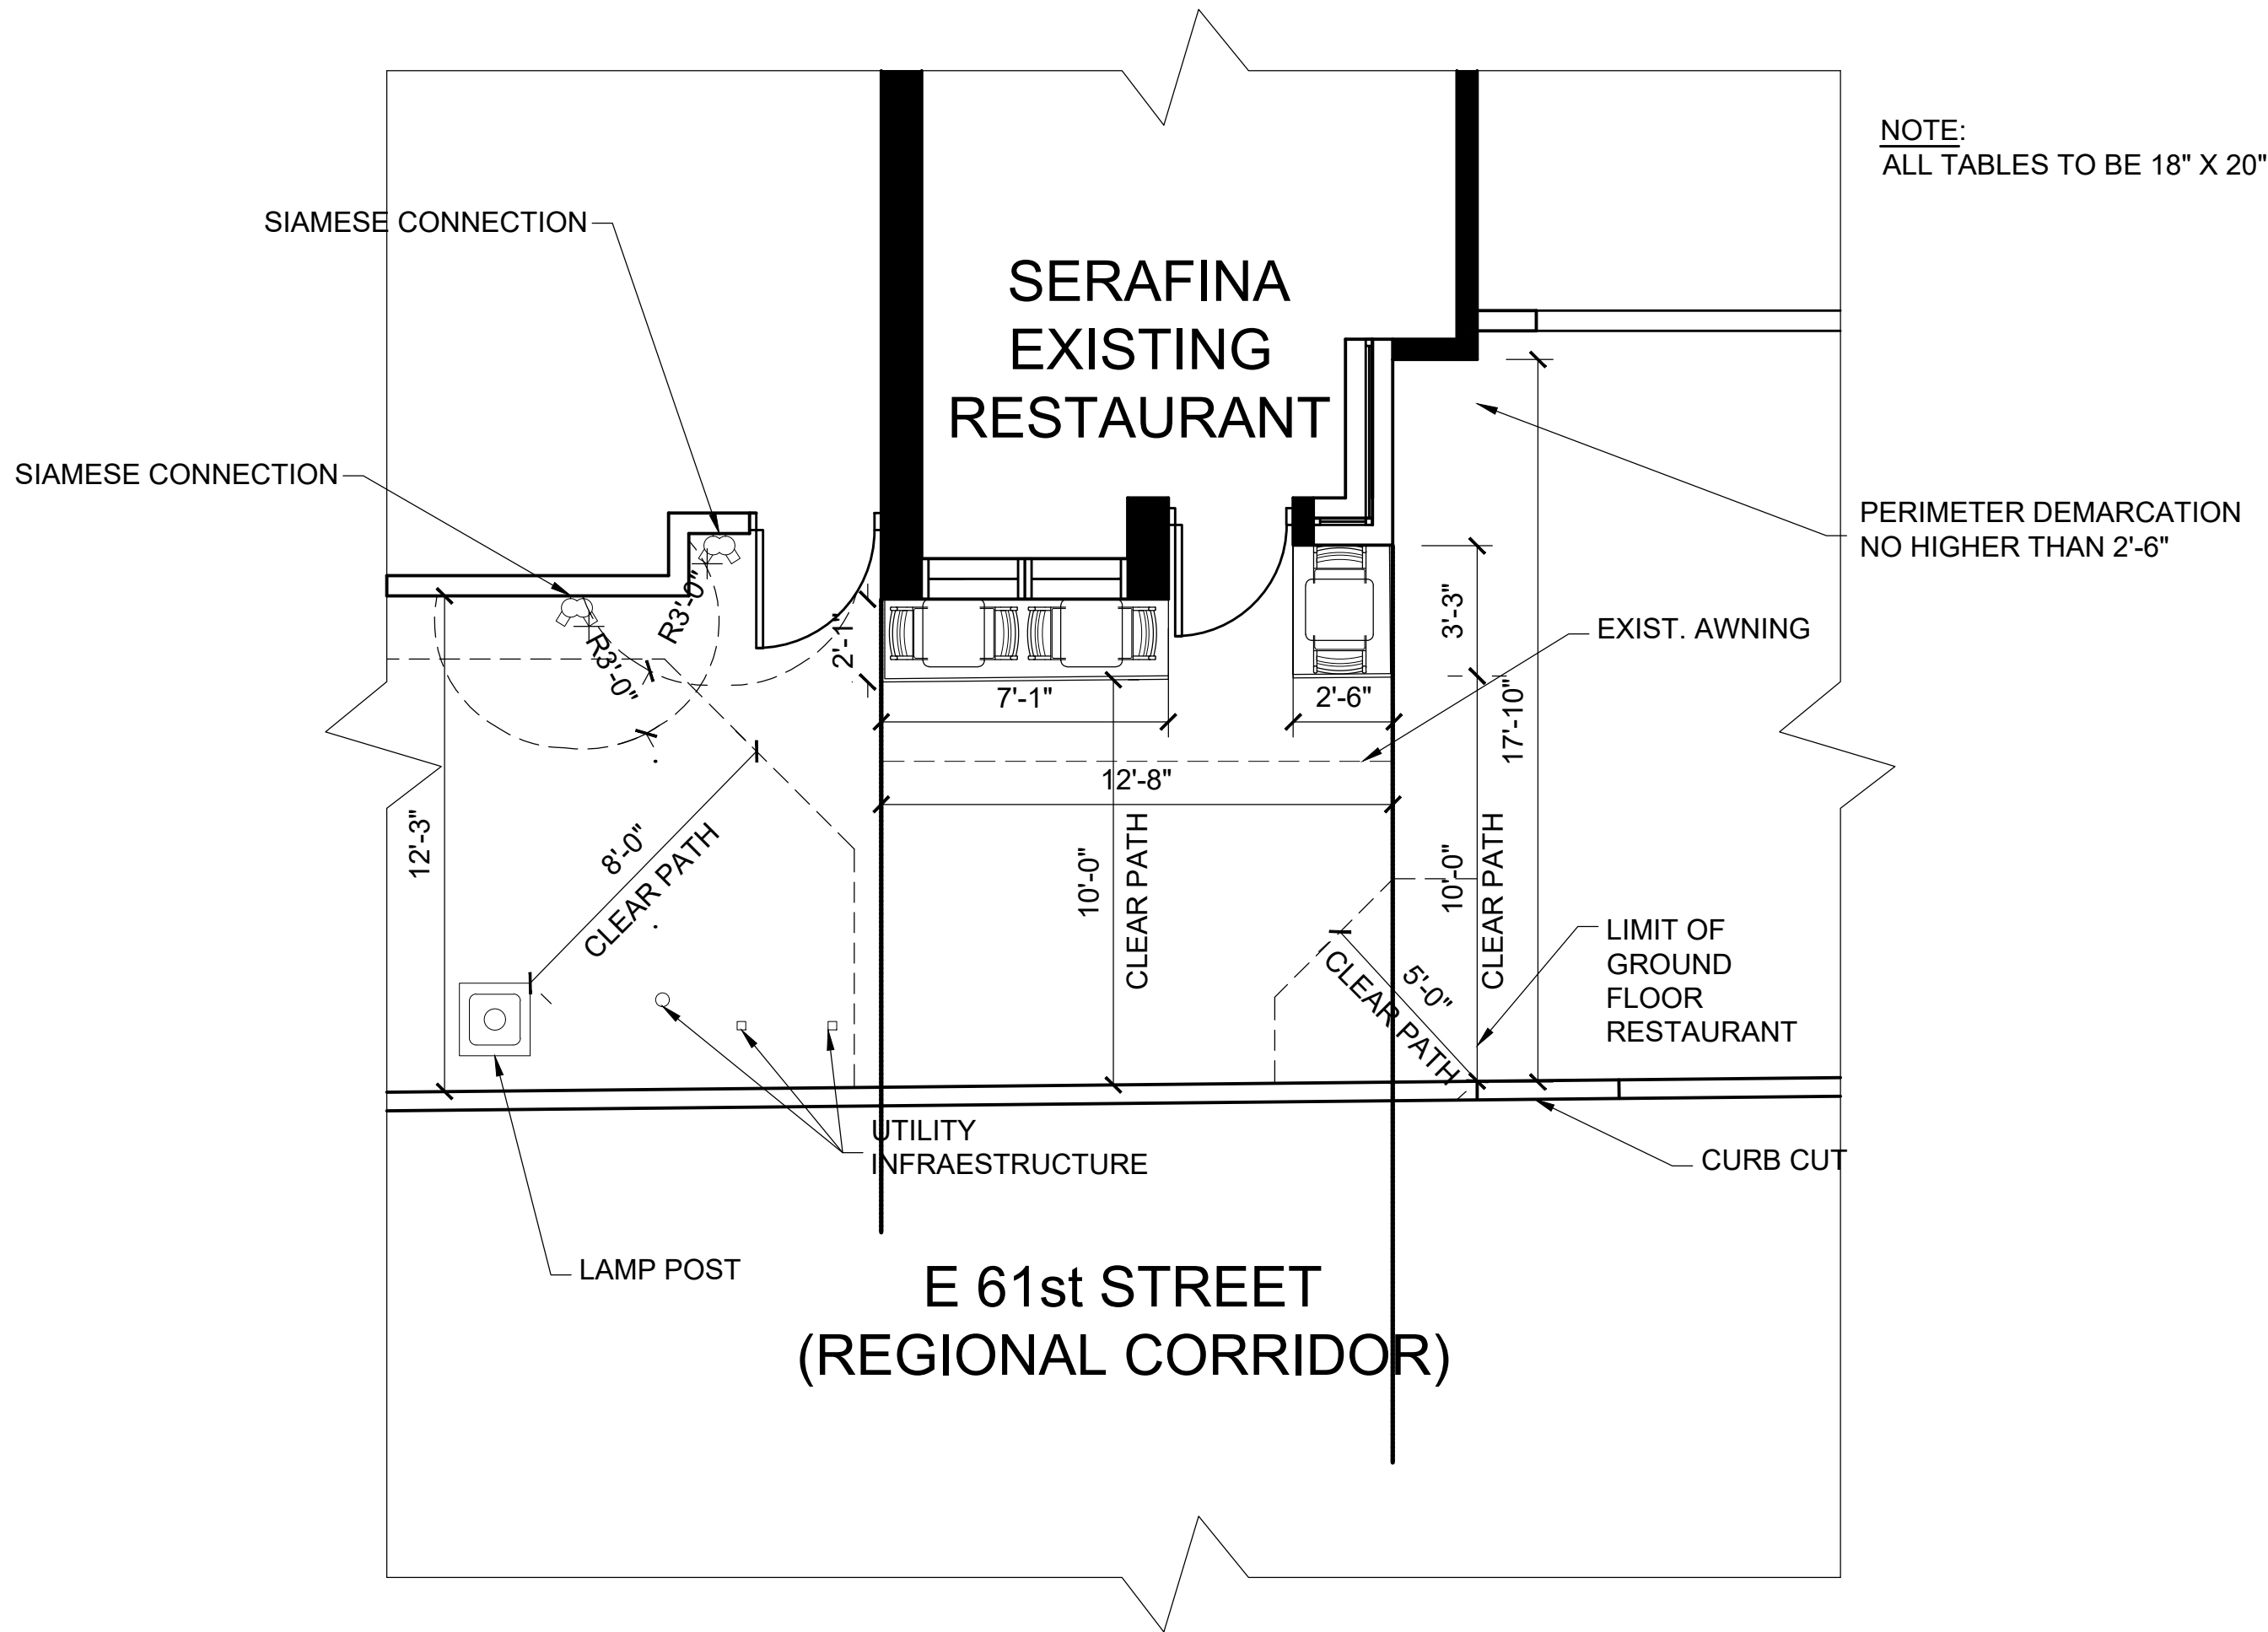 NOTE:
ALL TABLES TO BE 18" X 20"
SIAMESE CONNECTION
SERAFINA
EXISTING
RESTAURANT
SIAMESE CONNECTION
PERIMETER DEMARCATION
NO HIGHER THAN 2'-6"
R3'-0"
R3'-0"
2'-1"
3'-3"
EXIST. AWNING
7'-1"
2'-6"
17'-10"
12'-8"
12'-3"
8'-0"
CLEAR PATH
10'-0"
CLEAR PATH
10'-0"
CLEAR PATH
5'-0"
CLEAR PATH
LIMIT OF
GROUND
FLOOR
RESTAURANT
UTILITY
INFRAESTRUCTURE
CURB CUT
LAMP POST
E 61st STREET
(REGIONAL CORRIDOR)